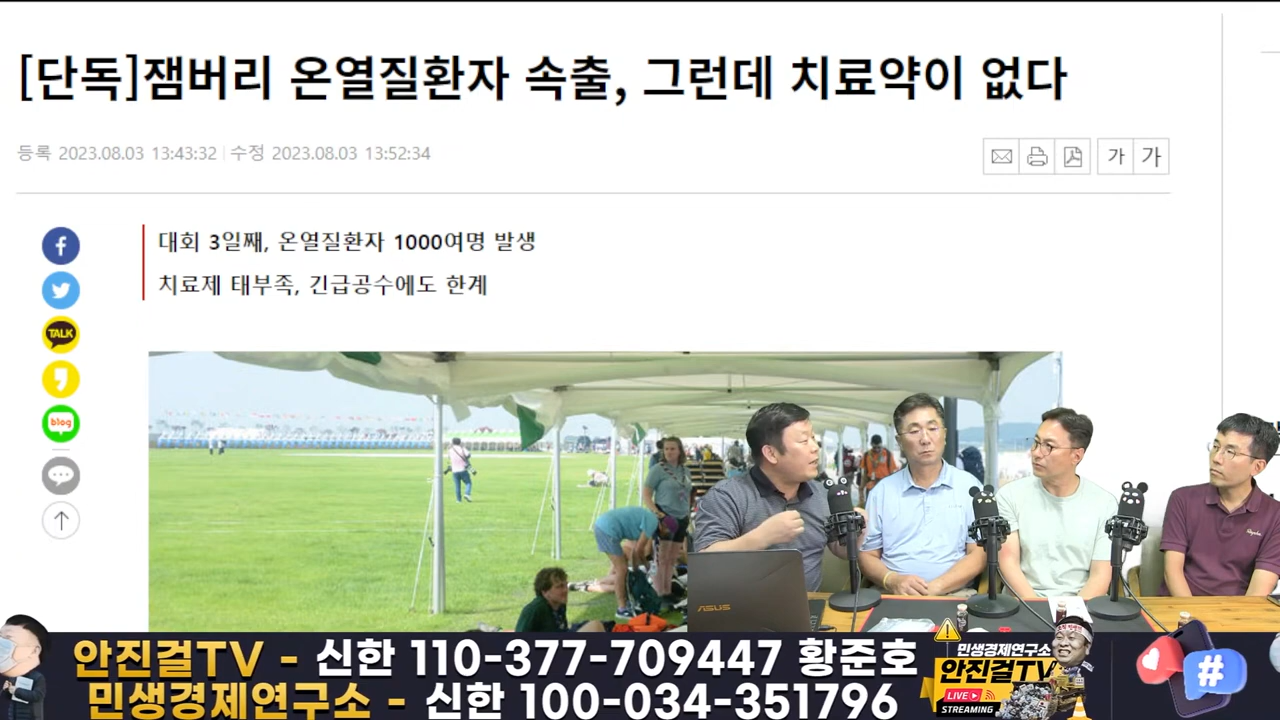 [단독]잼버리 온열질환자 속출, 그런데 치료약이 없다
등록 2023.08.03 13:43:32 | 수정 2023.08.03 13:52:34
가 가
대회 3일째, 온열질환자 1000여명 발생
치료제 태부족, 긴급공수에도 한계
TALK
blog
ASUS
안진걸TV - 신한 110-377-709447 황준호
민생경제연구소 - 신한 100-034-351796
민생경제연구소
안진걸TV
LIVE
STREAMING
#